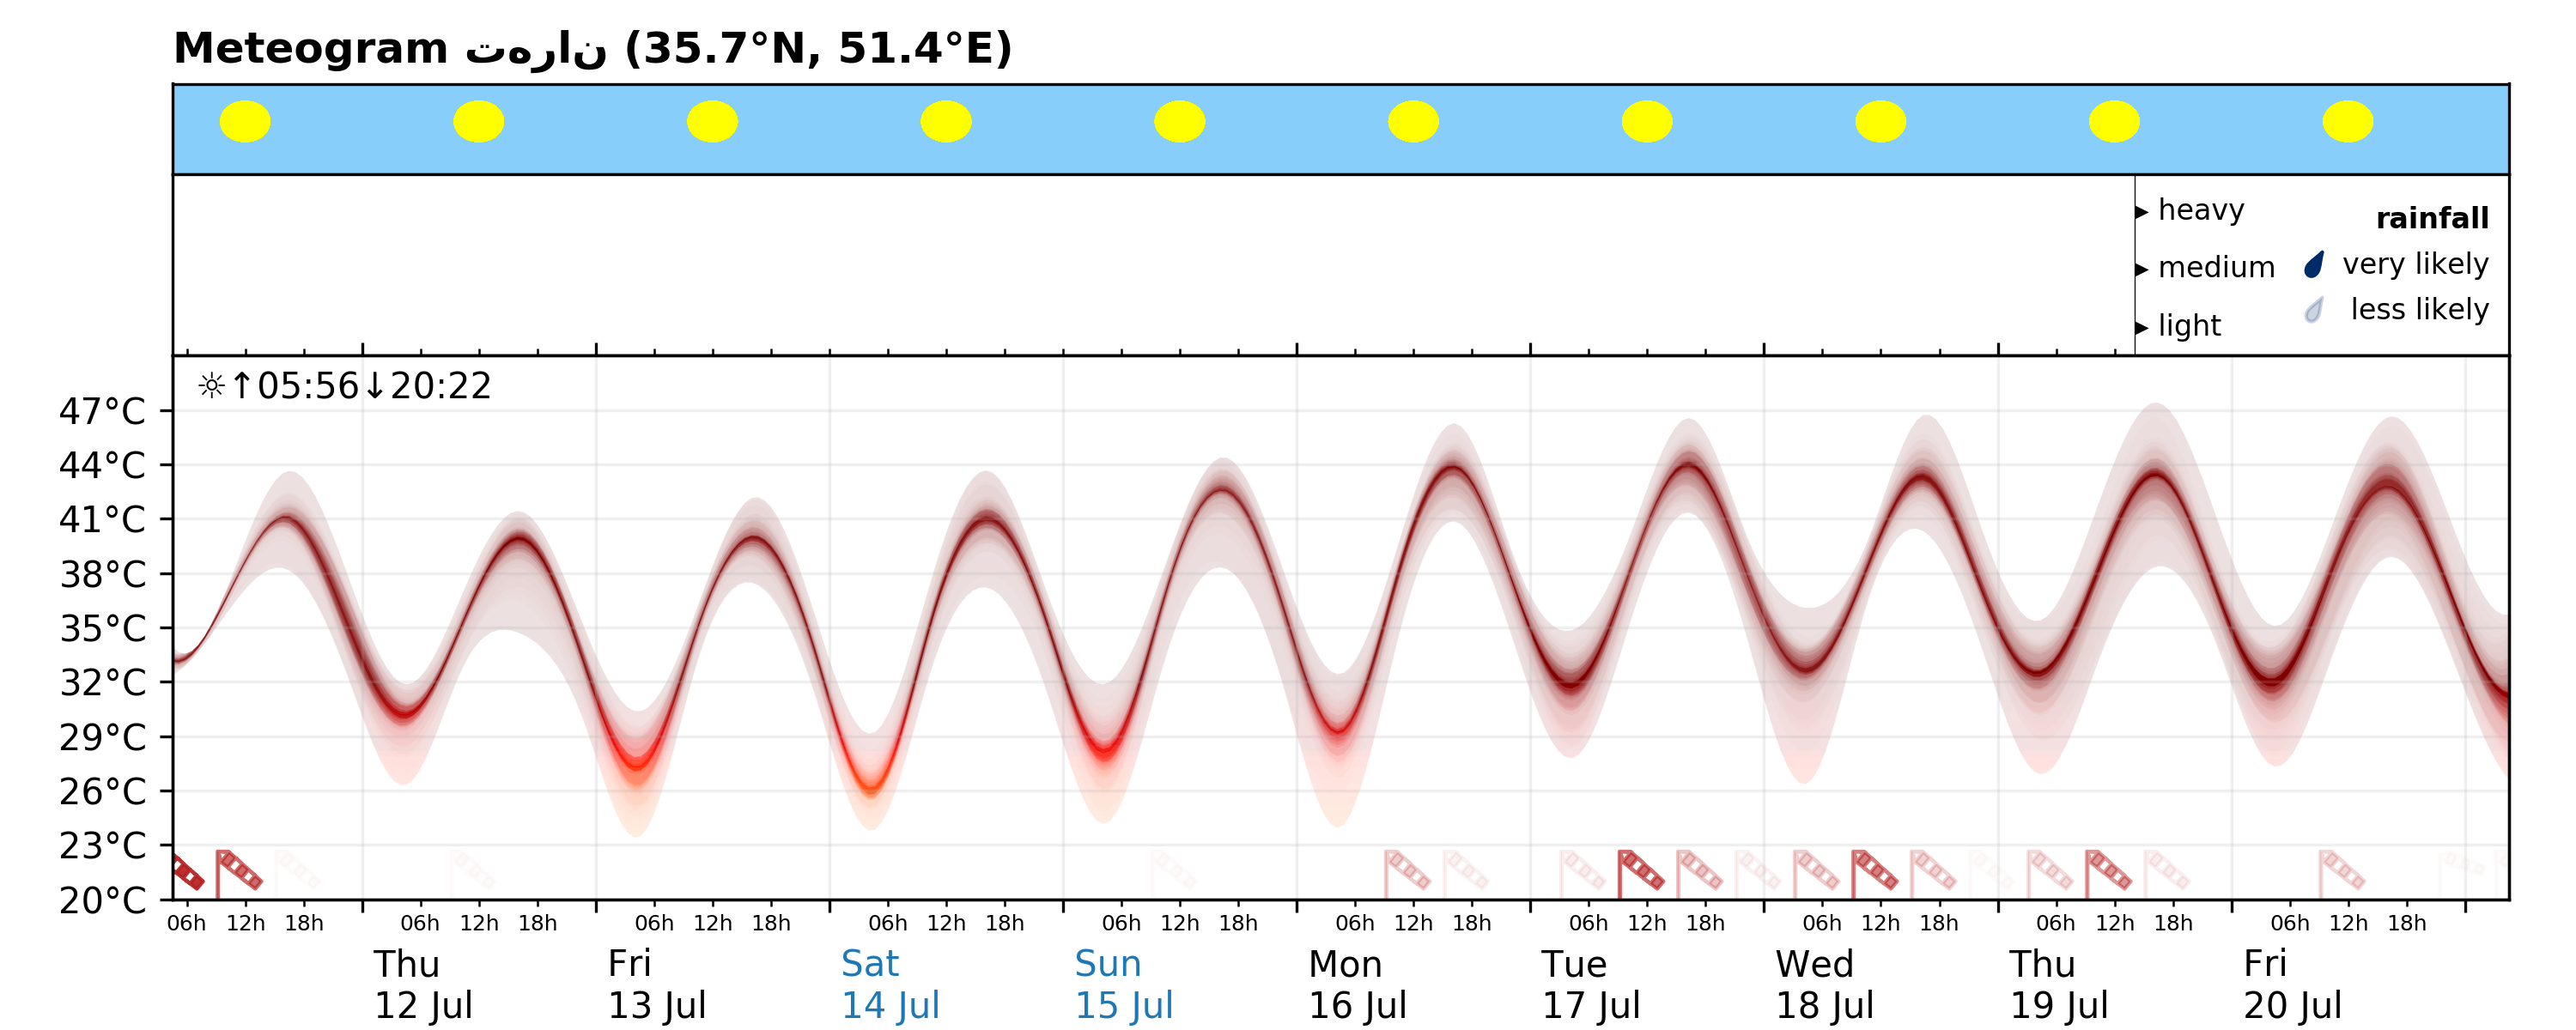 Meteogram نارهت (35.7°N, 51.4°E)
heavy
medium
light
rainfall
very likely
less likely
☼↑05:56↓20:22
47°C
44°C
41°C
38°C
35°C
32°C
29°C
26°C
23°C
20°C
06h 12h 18h 06h 12h 18h 06h 12h 18h 06h 12h 18h 06h 12h 18h 06h 12h 18h 06h 12h 18h 06h 12h 18h 06h 12h 18h 06h 12h 18h
Thu Fri Sat Sun Mon Tue Wed Thu Fri
12 Jul 13 Jul 14 Jul 15 Jul 16 Jul 17 Jul 18 Jul 19 Jul 20 Jul